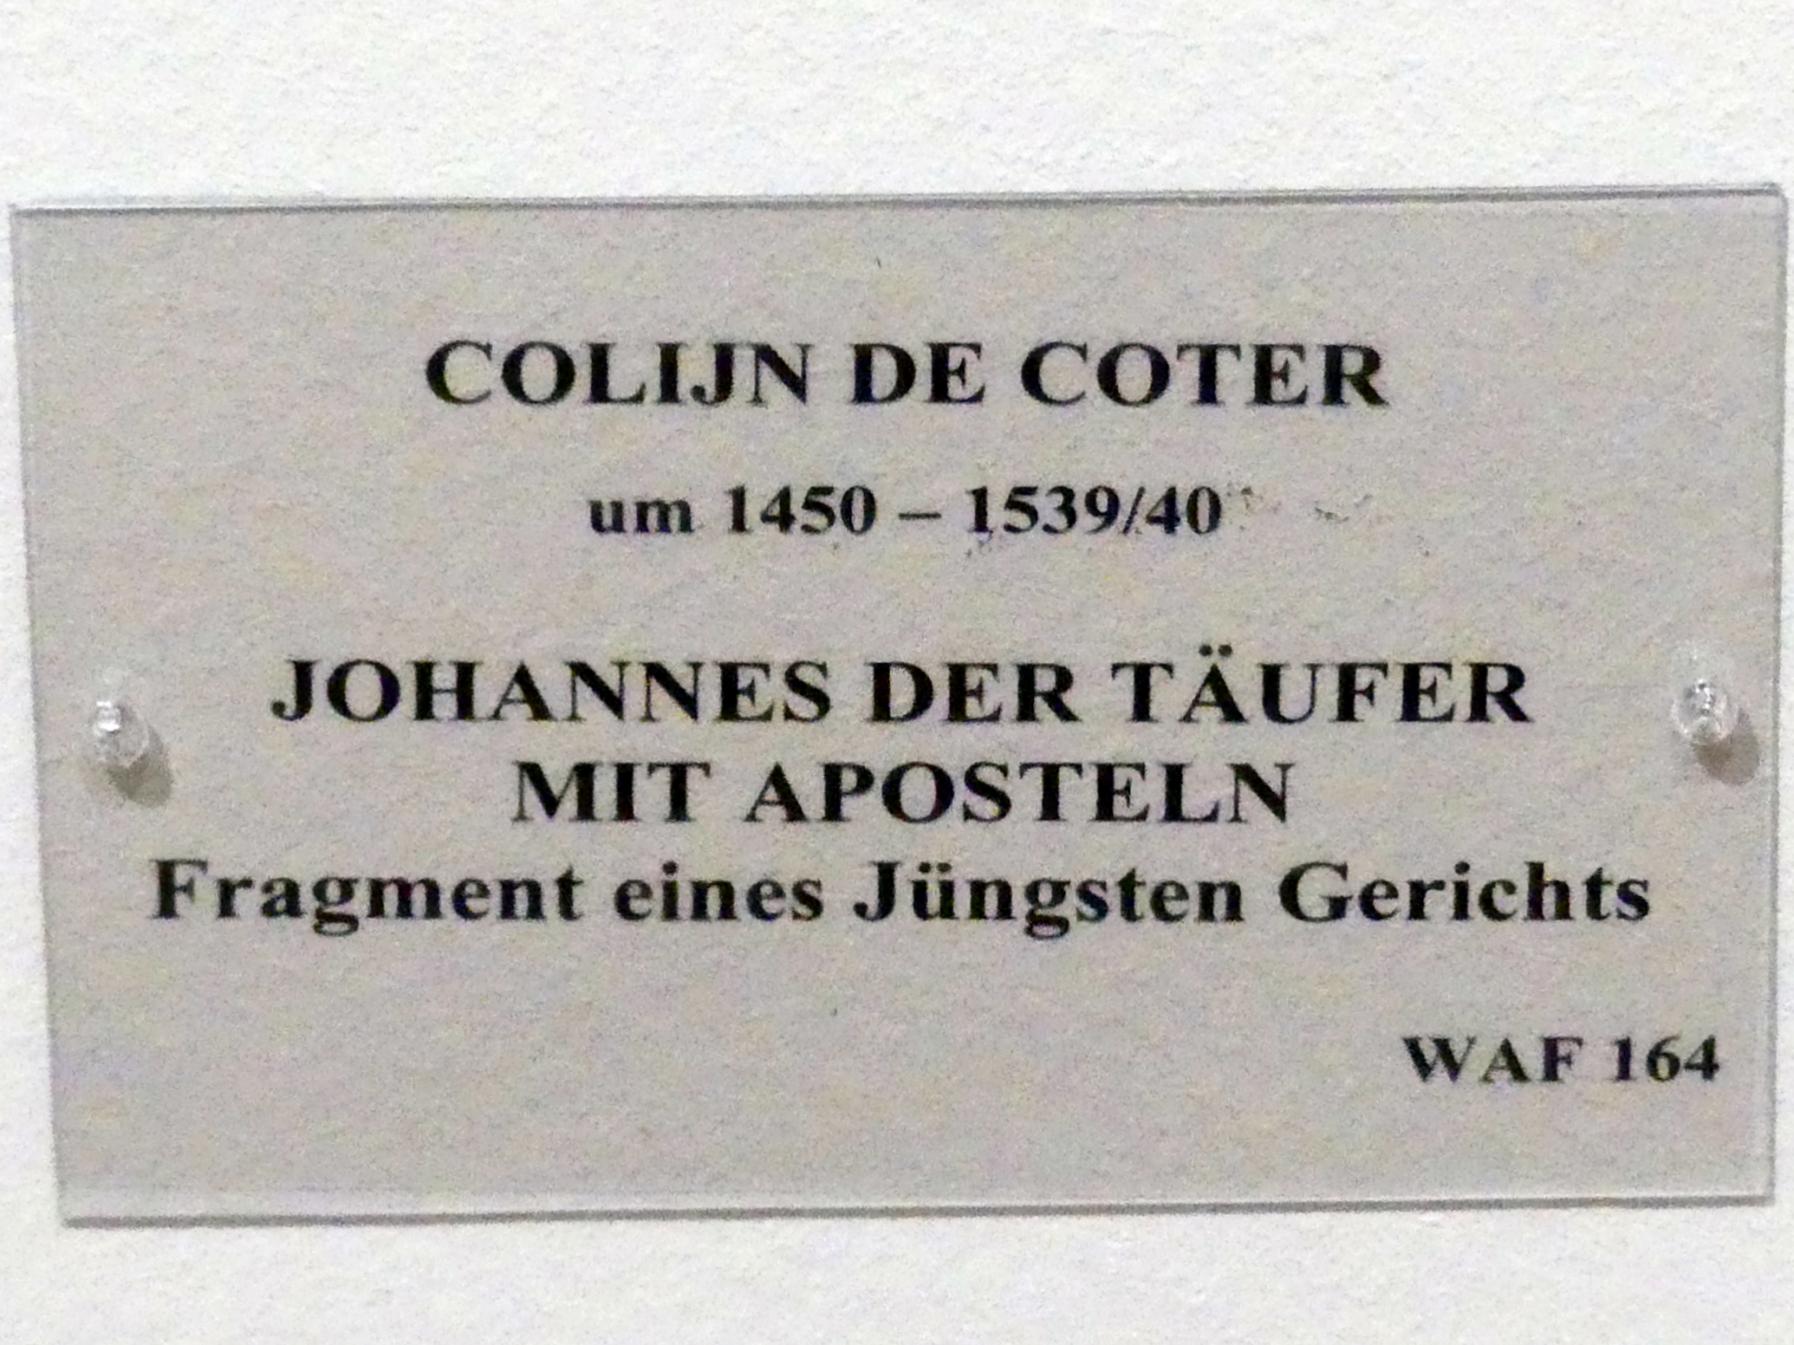 COLIJN DE COTER
um 1450 – 1539/40
JOHANNES DER TÄUFER
MIT APOSTELN
Fragment eines Jüngsten Gerichts
WAF 164